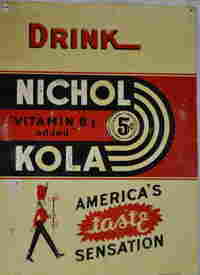 DRINK
NICHOL
VITAMIN B1
added
5¢
KOLA
AMERICA'S
taste
SENSATION